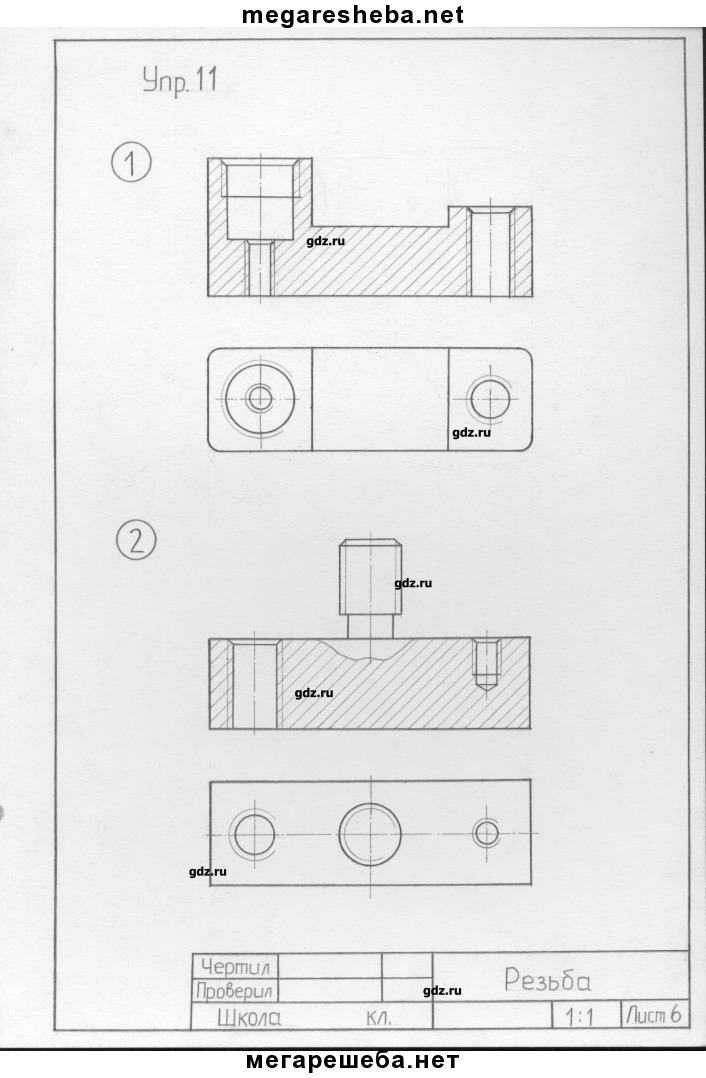 megaresheba.net
Упр. 11
1
gdz.ru
gdz.ru
2
gdz.ru
gdz.ru
gdz.ru
Чертил
Проверил
gdz.ru
Резьба
Школа кл.
1:1
Лист 6
мегарешеба.нет